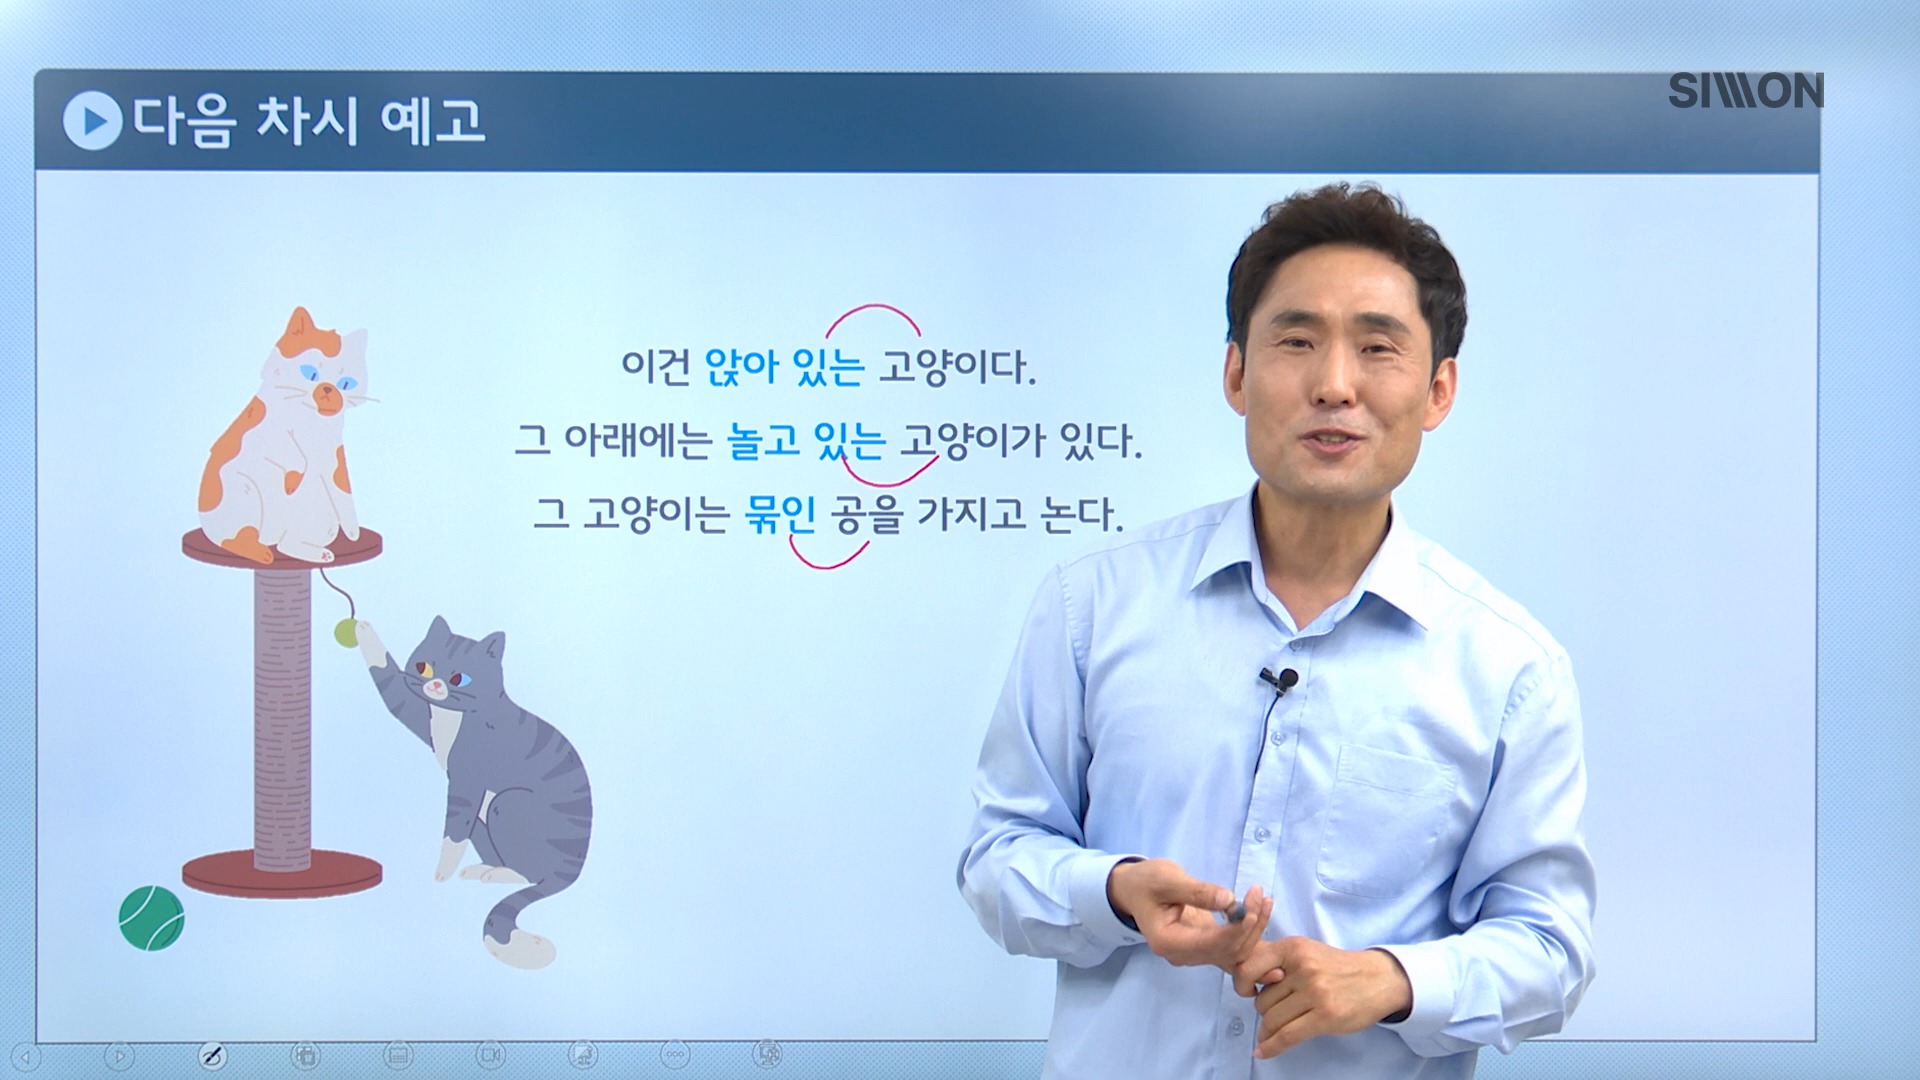 SIMON
다음 차시 예고
이건 앉아 있는 고양이다.
그 아래에는 놀고 있는 고양이가 있다.
그 고양이는 묶인 공을 가지고 논다.